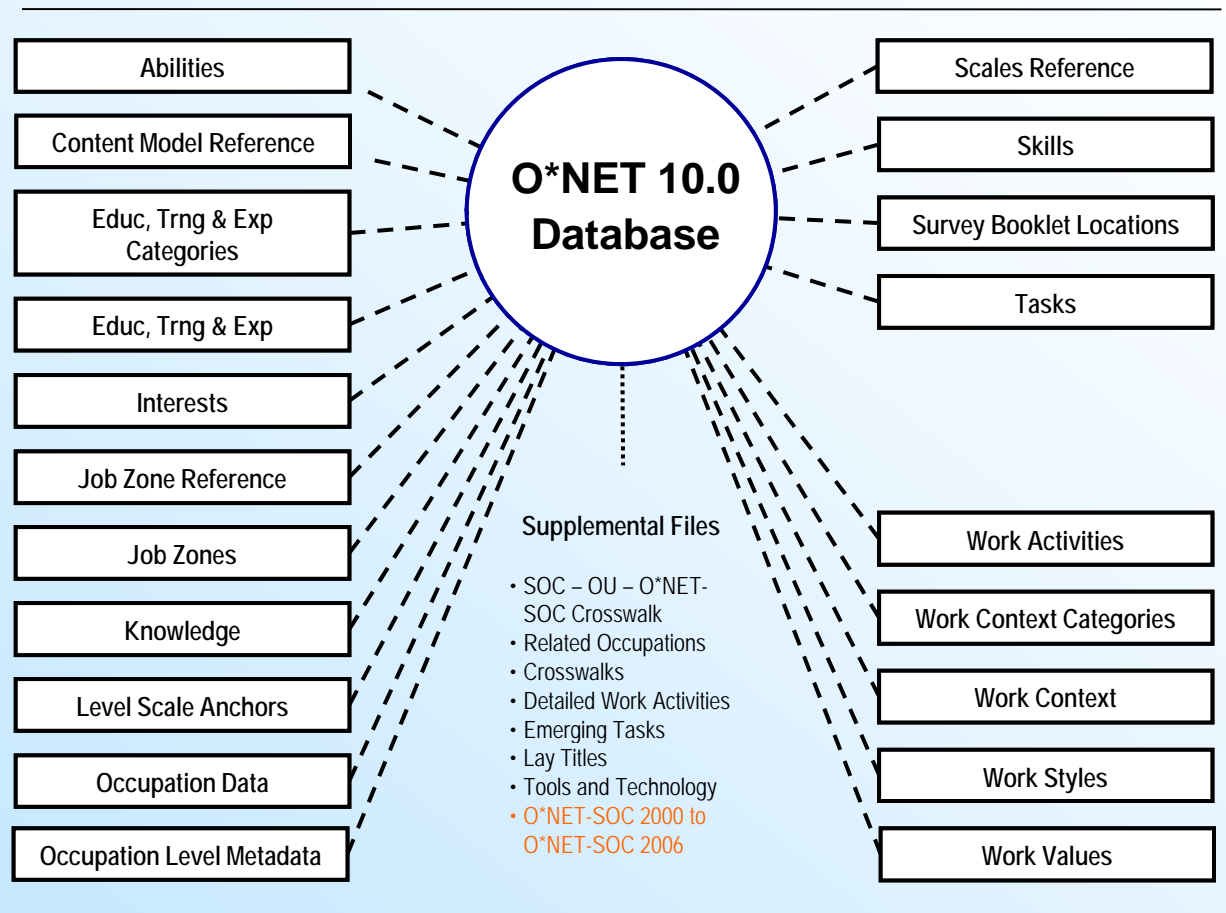 Abilities
Content Model Reference
Educ, Trng & Exp
Categories
Educ, Trng & Exp
Interests
Job Zone Reference
Job Zones
Knowledge
Level Scale Anchors
Occupation Data
Occupation Level Metadata
O*NET 10.0
Database
Supplemental Files
• SOC – OU – O*NET-
SOC Crosswalk
• Related Occupations
• Crosswalks
• Detailed Work Activities
• Emerging Tasks
• Lay Titles
• Tools and Technology
• O*NET-SOC 2000 to
O*NET-SOC 2006
Scales Reference
Skills
Survey Booklet Locations
Tasks
Work Activities
Work Context Categories
Work Context
Work Styles
Work Values